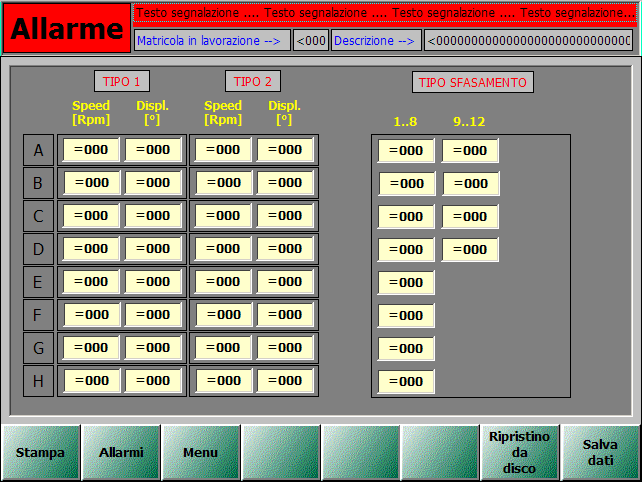 Allarme
Testo segnalazione .... Testo segnalazione .... Testo segnalazione .... Testo segnalazione....
Matricola in lavorazione --> <000 Descrizione --> <000000000000000000000000000
TIPO 1 TIPO 2 TIPO SFASAMENTO
Speed Displ. Speed Displ.
[Rpm] [°] [Rpm] [°] 1..8 9..12
A =000 =000 =000 =000 =000 =000
B =000 =000 =000 =000 =000 =000
C =000 =000 =000 =000 =000 =000
D =000 =000 =000 =000 =000 =000
E =000 =000 =000 =000 =000
F =000 =000 =000 =000 =000
G =000 =000 =000 =000 =000
H =000 =000 =000 =000 =000
Stampa Allarmi Menu Ripristino da disco Salva dati